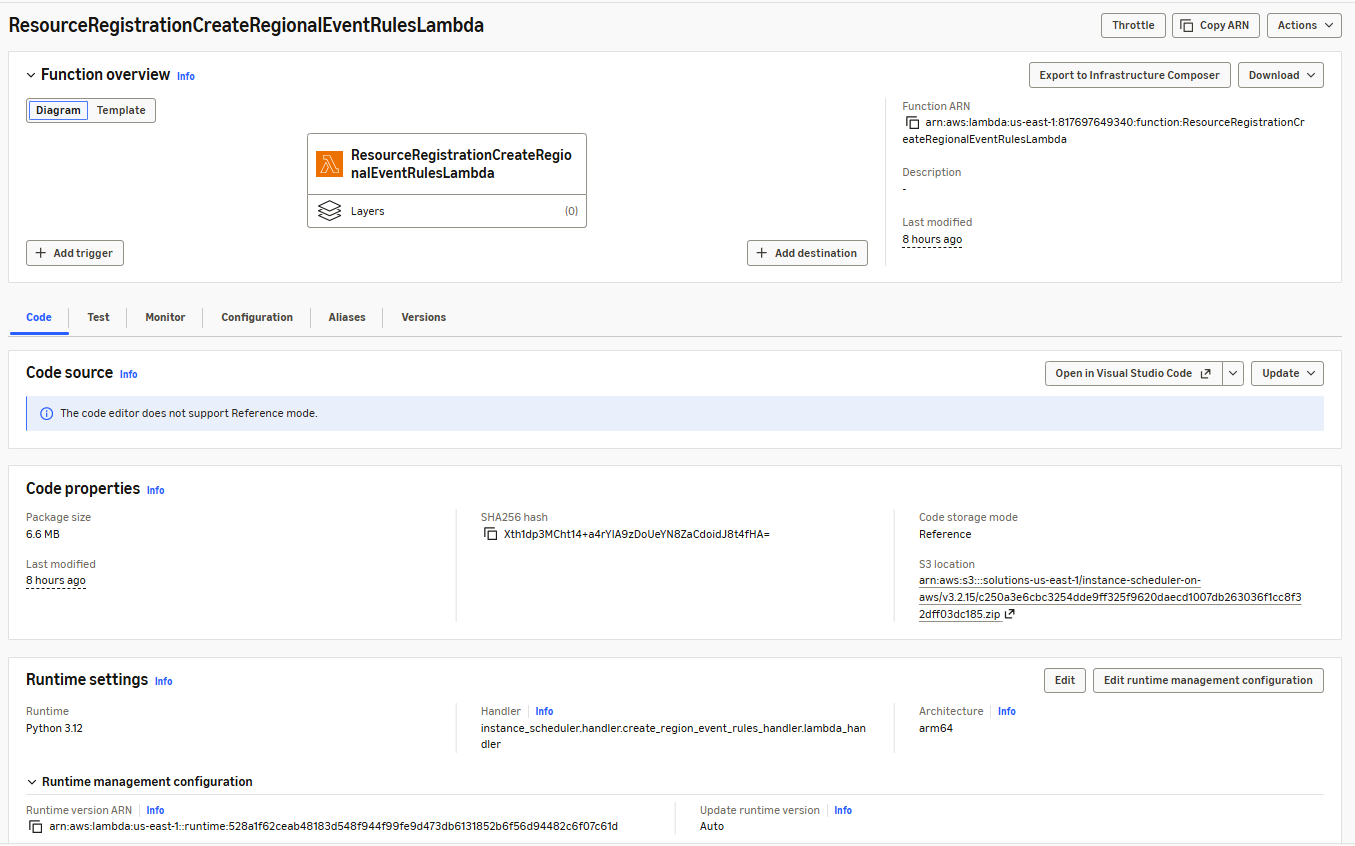 ResourceRegistrationCreateRegionalEventRulesLambda
Throttle
Copy ARN
Actions
Function overview Info
Export to Infrastructure Composer
Download
Diagram
Template
ResourceRegistrationCreateRegio
nalEventRulesLambda
Layers
(0)
Add trigger
Add destination
Function ARN
arn:aws:lambda:us-east-1:817697649340:function:ResourceRegistrationCr
eateRegionalEventRulesLambda
Description
-
Last modified
8 hours ago
Code
Test
Monitor
Configuration
Aliases
Versions
Code source Info
Open in Visual Studio Code
Update
The code editor does not support Reference mode.
Code properties Info
Package size
6.6 MB
Last modified
8 hours ago
SHA256 hash
Xth1dp3MCht14+a4rYIA9zDoUeYN8ZaCdoidJ8t4fHA=
Code storage mode
Reference
S3 location
arn:aws:s3:::solutions-us-east-1/instance-scheduler-on-
aws/v3.2.15/c250a3e6cbc3254dde9ff325f9620daecd1007db263036f1cc8f3
2dff03dc185.zip
Runtime settings Info
Edit
Edit runtime management configuration
Runtime
Python 3.12
Handler Info
instance_scheduler.handler.create_region_event_rules_handler.lambda_han
dler
Architecture Info
arm64
Runtime management configuration
Runtime version ARN Info
arn:aws:lambda:us-east-1::runtime:528a1f62ceab48183d548f944f99fe9d473db6131852b6f56d94482c6f07c61d
Update runtime version Info
Auto